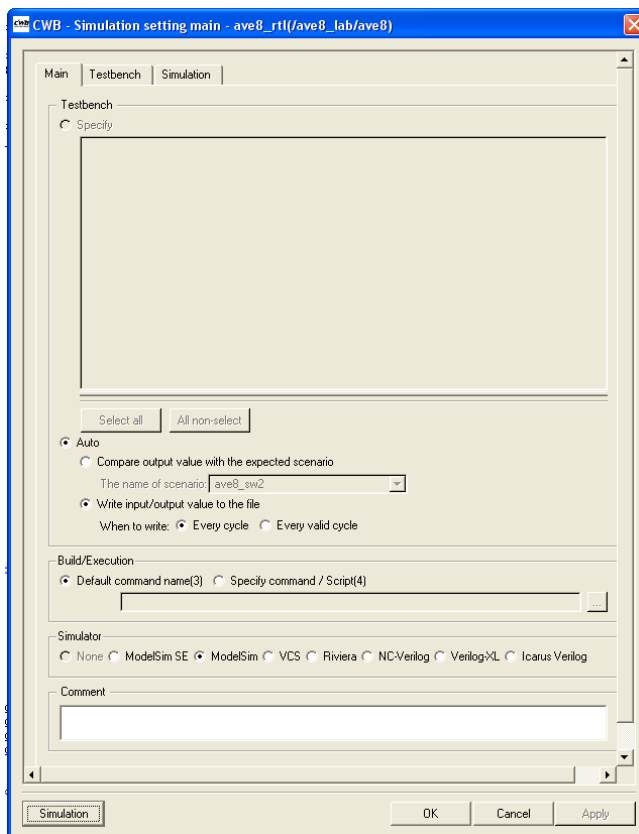 CWB - Simulation setting main - ave8_rtl(/ave8_lab/ave8)
Main Testbench Simulation
Testbench
Specify
Select all All non-select
Auto
Compare output value with the expected scenario
The name of scenario: ave8_sw2
Write input/output value to the file
When to write: Every cycle Every valid cycle
Build/Execution
Default command name(3) Specify command / Script(4)
...
Simulator
None ModelSim SE ModelSim VCS Riviera NC-Verilog Verilog-XL Icarus Verilog
Comment
Simulation OK Cancel Apply